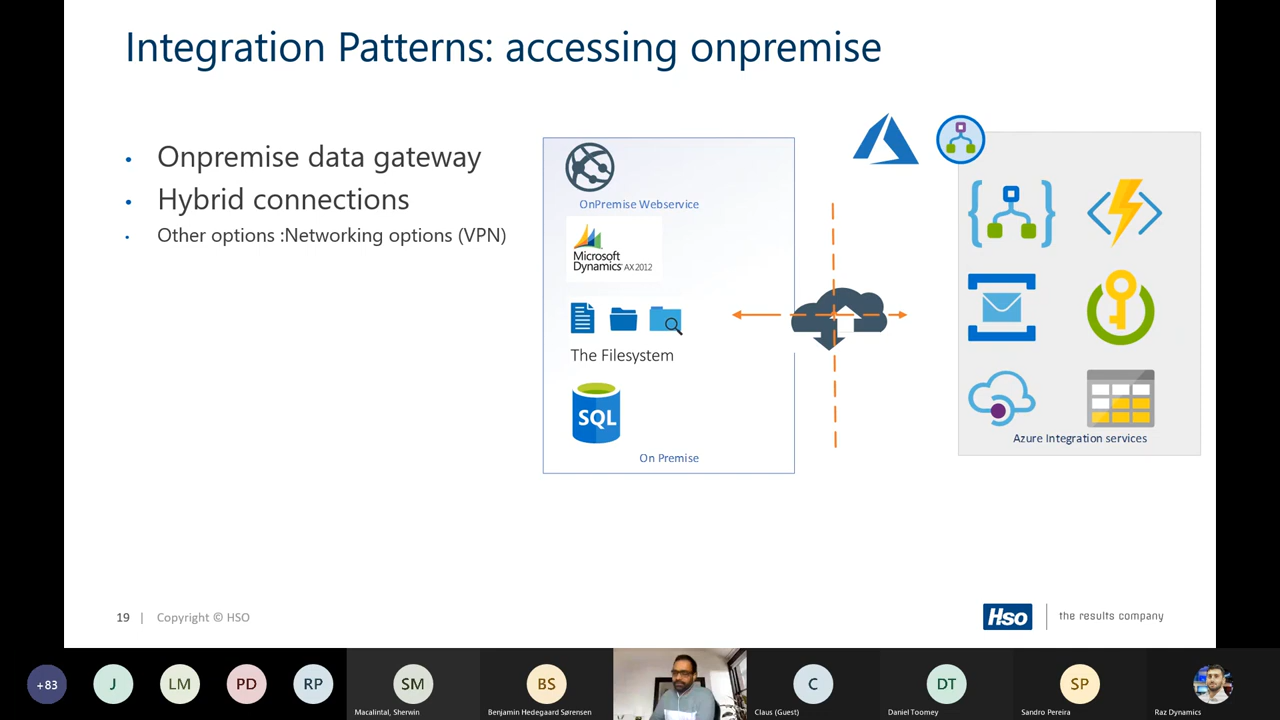 Integration Patterns: accessing onpremise
• Onpremise data gateway
• Hybrid connections
• Other options :Networking options (VPN)
OnPremise Webservice
Microsoft
Dynamics AX2012
The Filesystem
SQL
On Premise
Azure Integration services
19 | Copyright © HSO
Hso | the results company
+83 J LM PD RP SM BS C DT SP
Macalintal, Sherwin Benjamin Hedegaard Sørensen Claus (Guest) Daniel Toomey Sandro Pereira Raz Dynamics